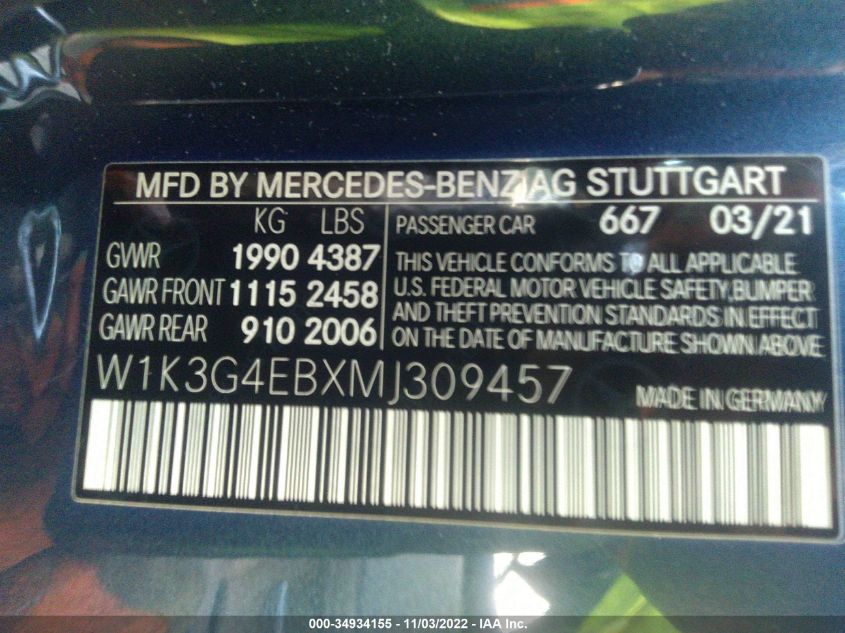 MFD BY MERCEDES-BENZ AG STUTTGART
KG LBS
GVWR 1990 4387
GAWR FRONT 1115 2458
GAWR REAR 910 2006
PASSENGER CAR 667 03/21
THIS VEHICLE CONFORMS TO ALL APPLICABLE
U.S. FEDERAL MOTOR VEHICLE SAFETY, BUMPER
AND THEFT PREVENTION STANDARDS IN EFFECT
ON THE DATE OF MANUFACTURE SHOWN ABOVE
W1K3G4EBXMJ309457
MADE IN GERMANY
000-34934155 - 11/03/2022 - IAA Inc.